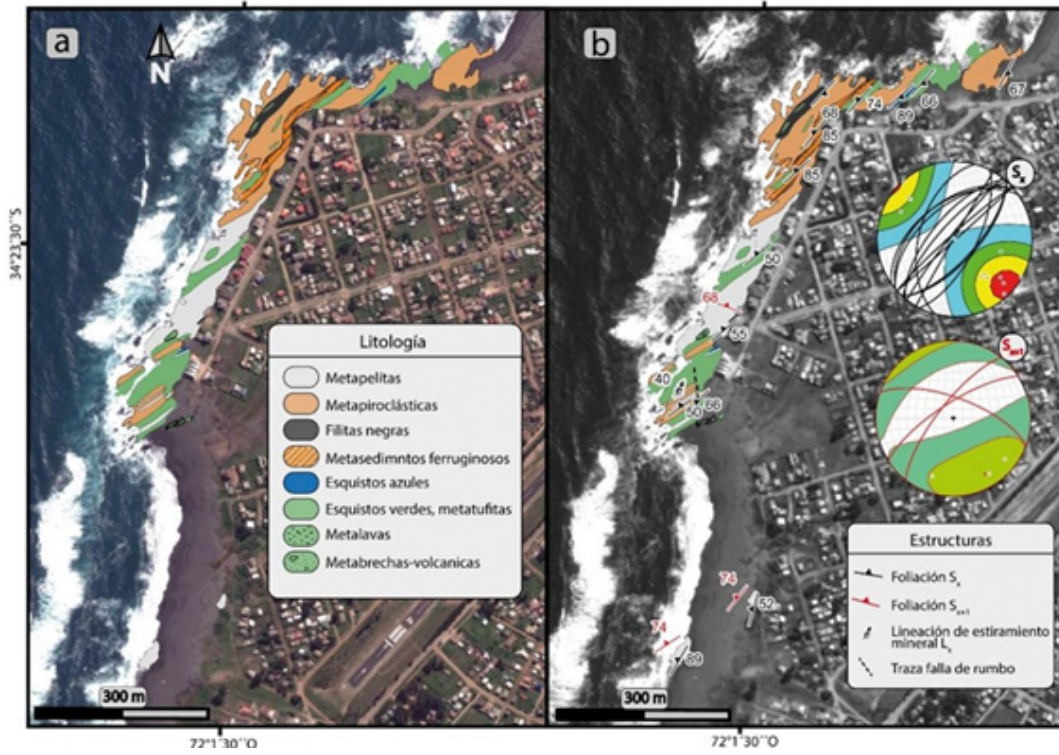 a
N
34°23´30´´S
Litología
Metapelítas
Metapiroclásticas
Filitas negras
Metasedimntos ferruginosos
Esquistos azules
Esquistos verdes, metatufitas
Metalavas
Metabrechas-volcanicas
300 m
72°1´30´´O
b
67
66
74
89
68
85
85
Sx
50
68
55
Sx+1
40
50
66
74
52
74
69
Estructuras
Foliación Sx
Foliación Sx+1
Lineación de estiramiento
mineral Lx
Traza falla de rumbo
300 m
72°1´30´´O